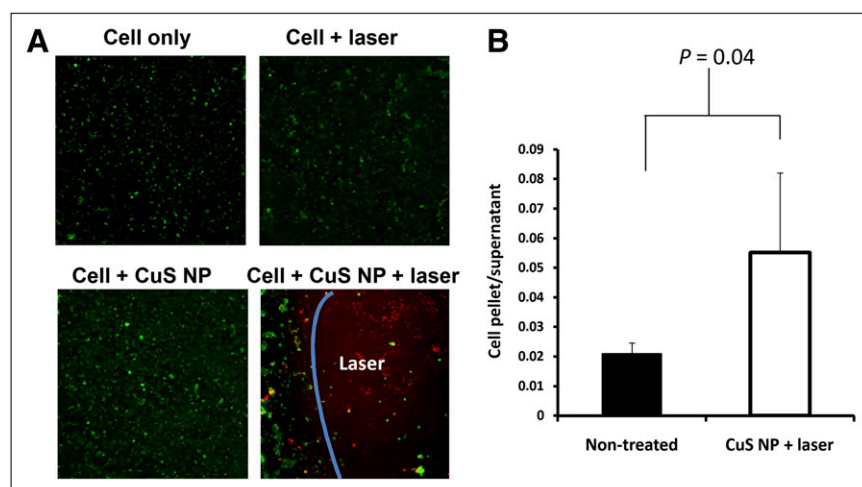 A
Cell only
Cell + laser
Cell + CuS NP
Cell + CuS NP + laser
Laser
B
P = 0.04
Cell pellet/supernatant
0.09
0.08
0.07
0.06
0.05
0.04
0.03
0.02
0.01
0
Non-treated
CuS NP + laser